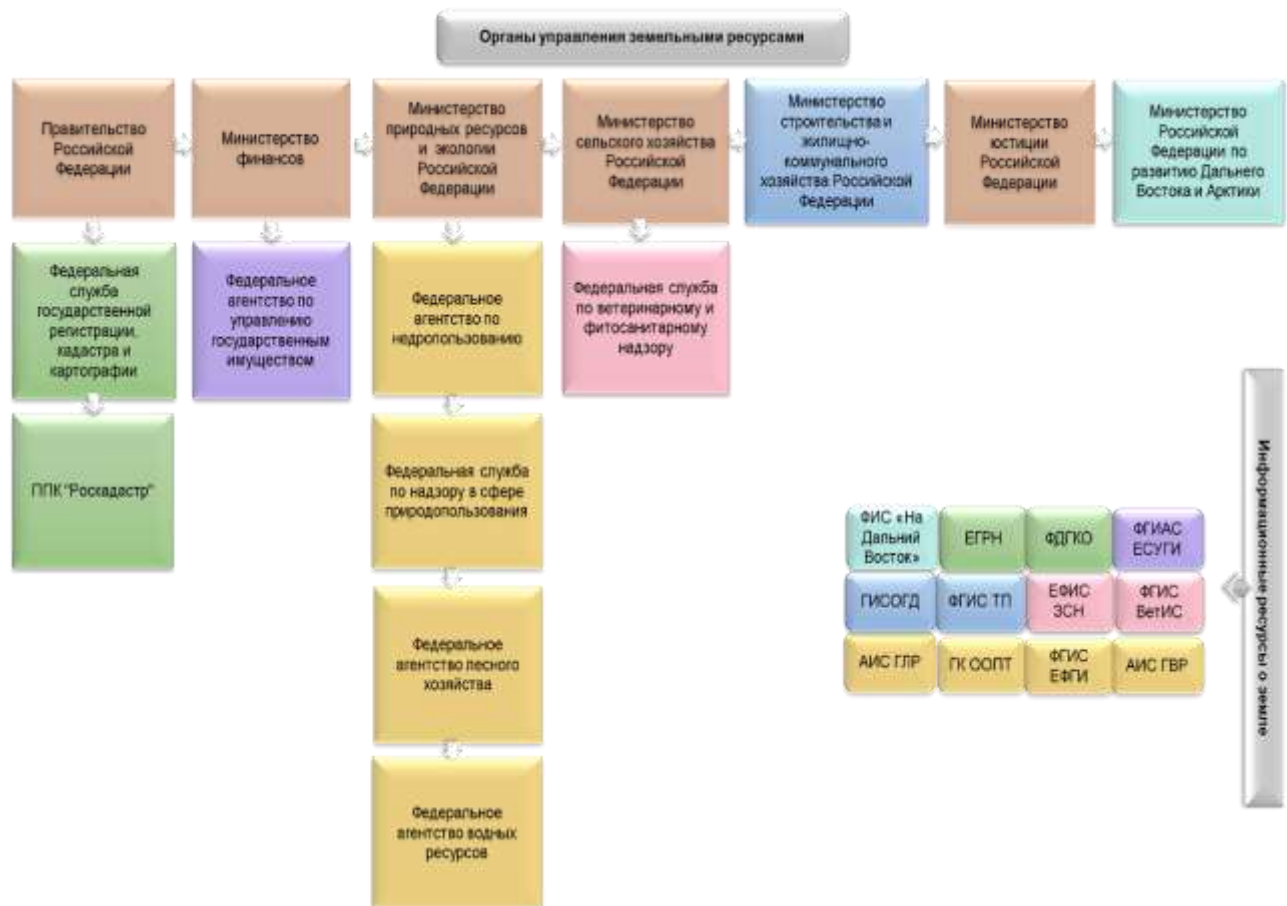 Органы управления земельными ресурсами
Правительство
Российской
Федерации
Министерство
финансов
Министерство
природных ресурсов
и экологии
Российской
Федерации
Министерство
сельского хозяйства
Российской
Федерации
Министерство
строительства и
жилищно-
коммунального
хозяйства Российской
Федерации
Министерство
юстиции
Российской
Федерации
Министерство
Российской
Федерации по
развитию Дальнего
Востока и Арктики
Федеральная
служба
государственной
регистрации,
кадастра и
картографии
Федеральное
агентство по
управлению
государственным
имуществом
Федеральное
агентство по
недропользованию
Федеральная служба
по ветеринарному и
фитосанитарному
надзору
ППК "Роскадастр"
Федеральная служба
по надзору в сфере
природопользования
Федеральное
агентство лесного
хозяйства
Федеральное
агентство водных
ресурсов
ФИС «На
Дальний
Восток»
ЕГРН
ФДГКО
ФГИАС
ЕСУГИ
ГИСОГД
ФГИС ТП
ЕФИС
ЗСН
ФГИС
ВетИС
АИС ГЛР
ГК ООПТ
ФГИС
ЕФГИ
АИС ГВР
Информационные ресурсы о земле